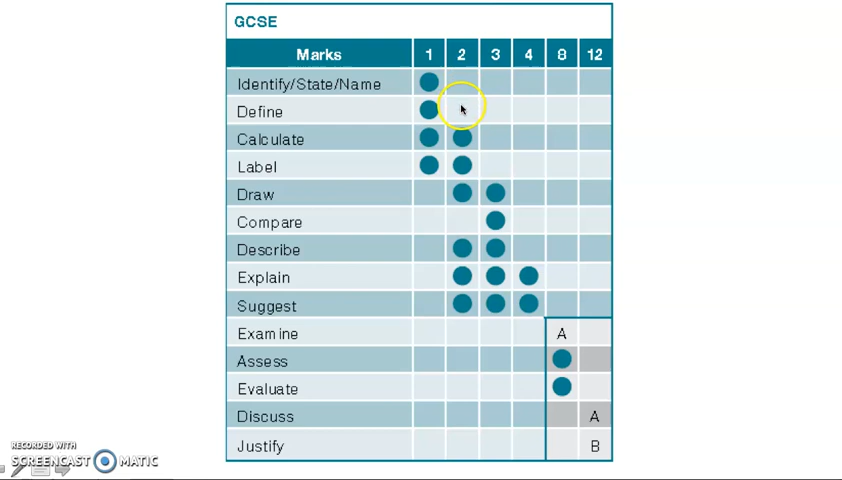 GCSE
Marks 1 2 3 4 8 12
Identify/State/Name
Define
Calculate
Label
Draw
Compare
Describe
Explain
Suggest
Examine A
Assess
Evaluate
Discuss A
Justify B
RECORDED WITH
SCREENCAST MATIC